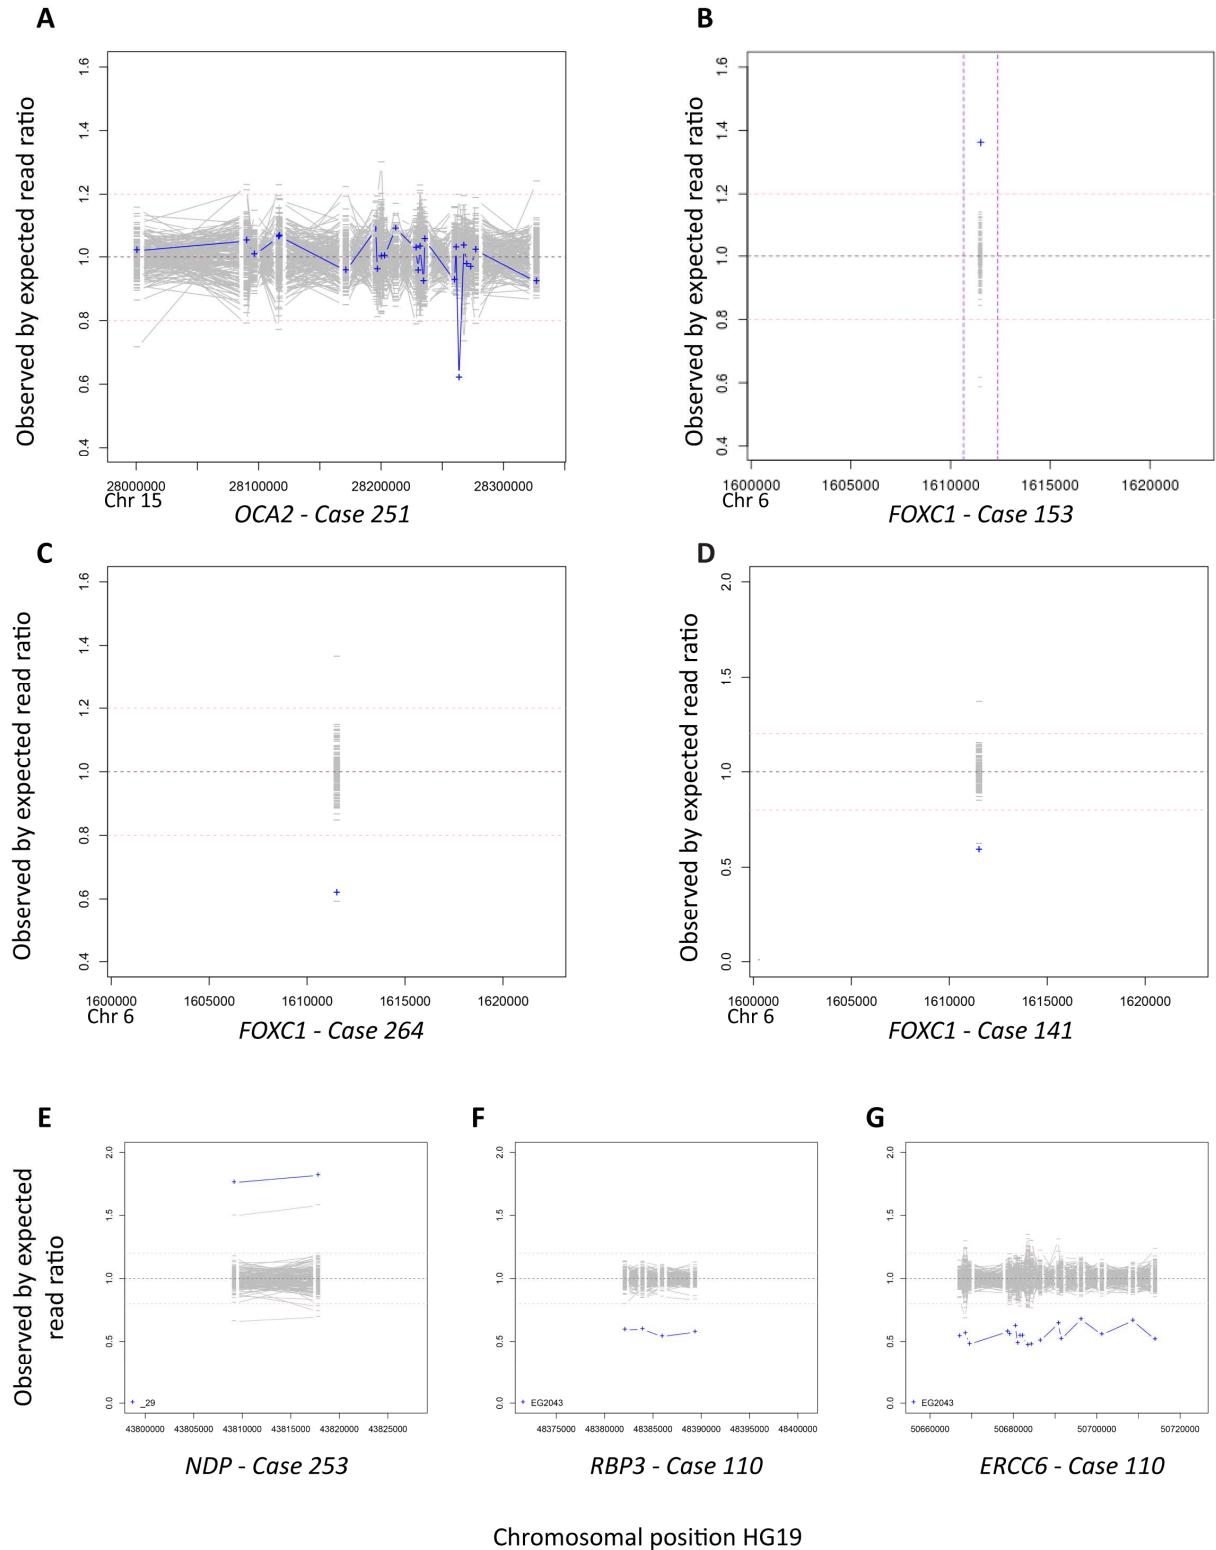 A
B
Observed by expected read ratio
1.6
1.4
1.2
1.0
0.8
0.6
0.4
28000000
28100000
28200000
28300000
Chr 15
OCA2 - Case 251
Observed by expected read ratio
1.6
1.4
1.2
1.0
0.8
0.6
0.4
1600000
1605000
1610000
1615000
1620000
Chr 6
FOXC1 - Case 153
C
D
Observed by expected read ratio
1.6
1.4
1.2
1.0
0.8
0.6
0.4
1600000
1605000
1610000
1615000
1620000
Chr 6
FOXC1 - Case 264
Observed by expected read ratio
2.0
1.5
1.0
0.5
0.0
1600000
1605000
1610000
1615000
1620000
Chr 6
FOXC1 - Case 141
E
F
G
Observed by expected
read ratio
2.0
1.5
1.0
0.5
0.0
_29
43800000
43805000
43810000
43815000
43820000
43825000
NDP - Case 253
2.0
1.5
1.0
0.5
0.0
EG2043
48375000
48380000
48385000
48390000
48395000
48400000
RBP3 - Case 110
2.0
1.5
1.0
0.5
0.0
EG2043
50660000
50680000
50700000
50720000
ERCC6 - Case 110
Chromosomal position HG19